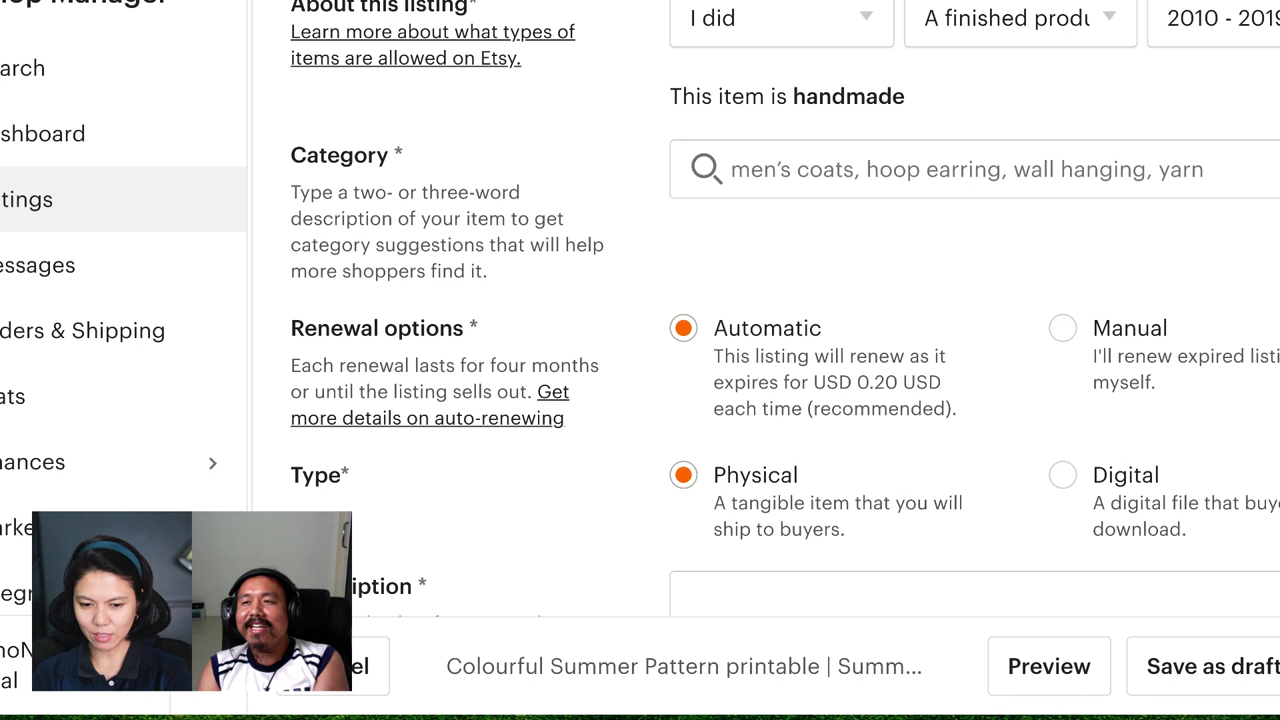 About this listing*
Learn more about what types of
items are allowed on Etsy.
I did
A finished produ
2010 - 2019
This item is handmade
arch
shboard
tings
essages
ders & Shipping
ats
nances
Category *
Type a two- or three-word
description of your item to get
category suggestions that will help
more shoppers find it.
men's coats, hoop earring, wall hanging, yarn
Renewal options *
Each renewal lasts for four months
or until the listing sells out. Get
more details on auto-renewing
Automatic
This listing will renew as it
expires for USD 0.20 USD
each time (recommended).
Manual
I'll renew expired listi
myself.
Type*
Physical
A tangible item that you will
ship to buyers.
Digital
A digital file that buye
download.
iption *
el
Colourful Summer Pattern printable | Summ...
Preview
Save as draft